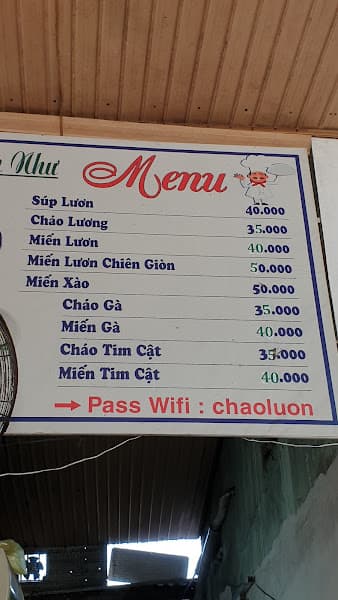 Như
Menu
Súp Lươn 40.000
Cháo Lương 35.000
Miến Lươn 40.000
Miến Lươn Chiên Giòn 50.000
Miến Xào 50.000
Cháo Gà 35.000
Miến Gà 40.000
Cháo Tim Cật 35.000
Miến Tim Cật 40.000
→ Pass Wifi : chaoluon